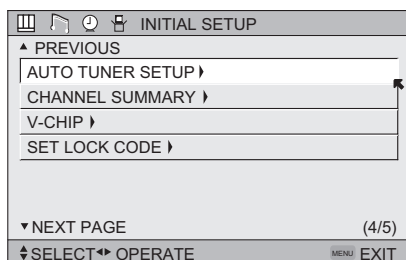 INITIAL SETUP
PREVIOUS
AUTO TUNER SETUP
CHANNEL SUMMARY
V-CHIP
SET LOCK CODE
NEXT PAGE (4/5)
SELECT OPERATE MENU EXIT